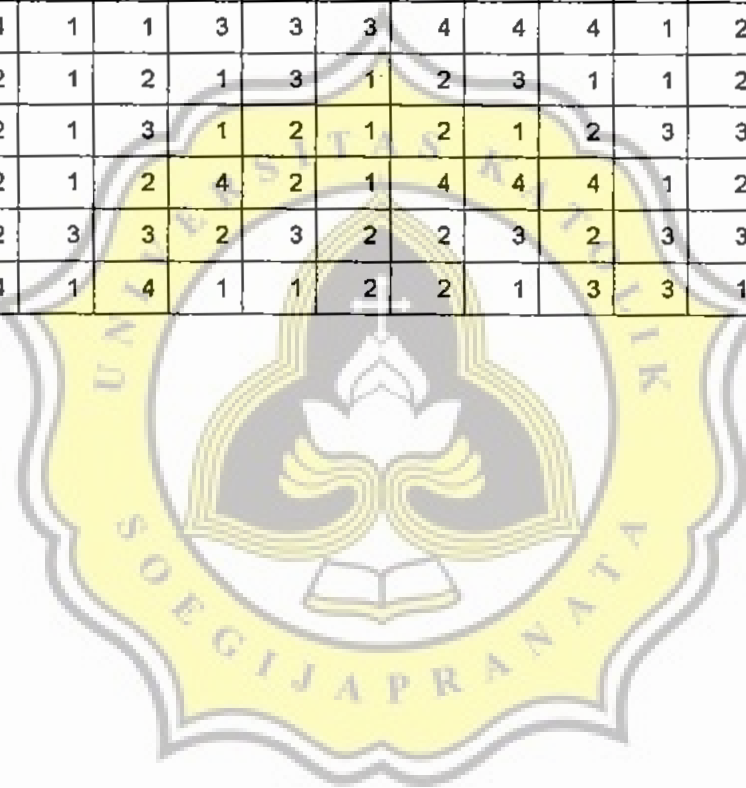 4 1 1 3 3 3 4 4 4 1 2
2 1 2 1 3 1 2 3 1 1 2
2 1 3 1 2 1 2 1 2 3 3
2 1 2 4 2 1 4 4 4 1 2
2 3 3 2 3 2 2 3 2 3 3
4 1 4 1 1 2 2 1 3 3 1
UNIVERSITAS KATOLIK
SOEGIJAPRANATA